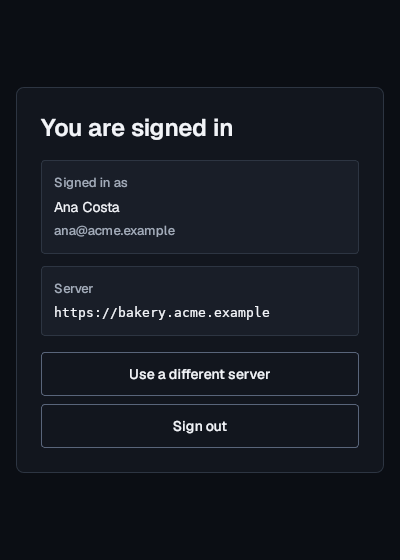 You are signed in
Signed in as
Ana Costa
ana@acme.example
Server
https://bakery.acme.example
Use a different server
Sign out